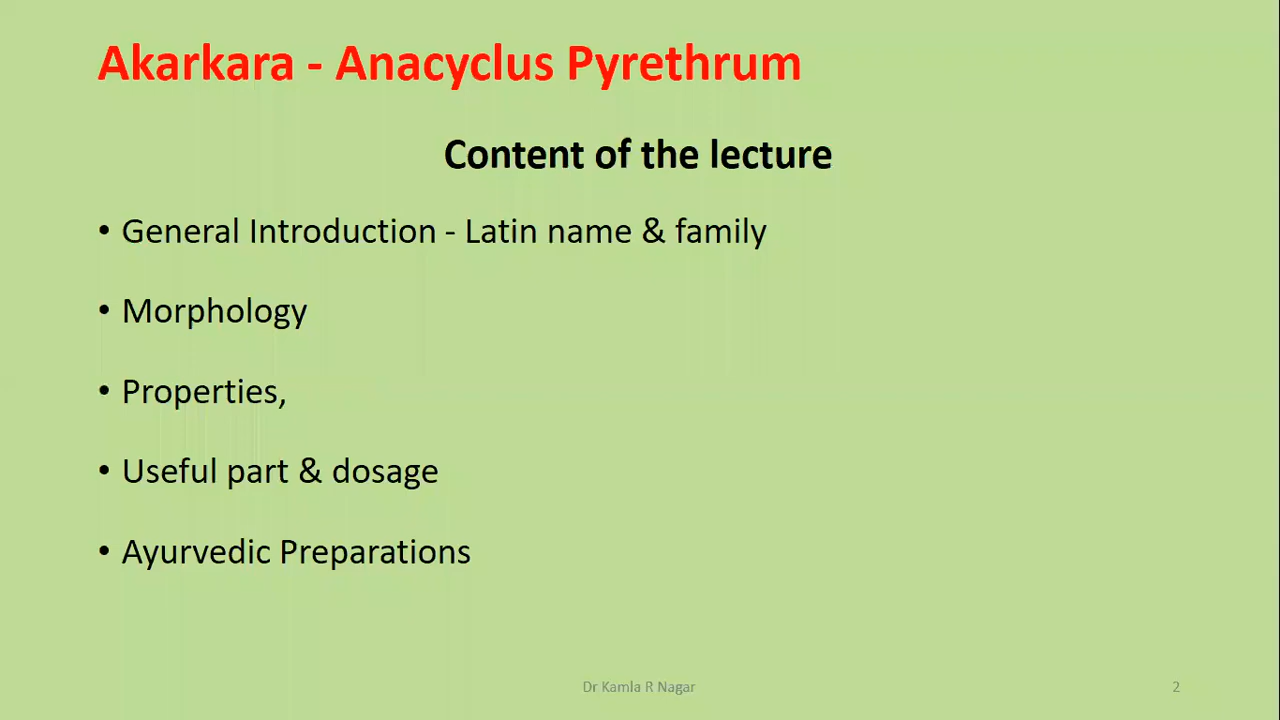 Akarkara - Anacyclus Pyrethrum
Content of the lecture
• General Introduction - Latin name & family
• Morphology
• Properties,
• Useful part & dosage
• Ayurvedic Preparations
Dr Kamla R Nagar
2